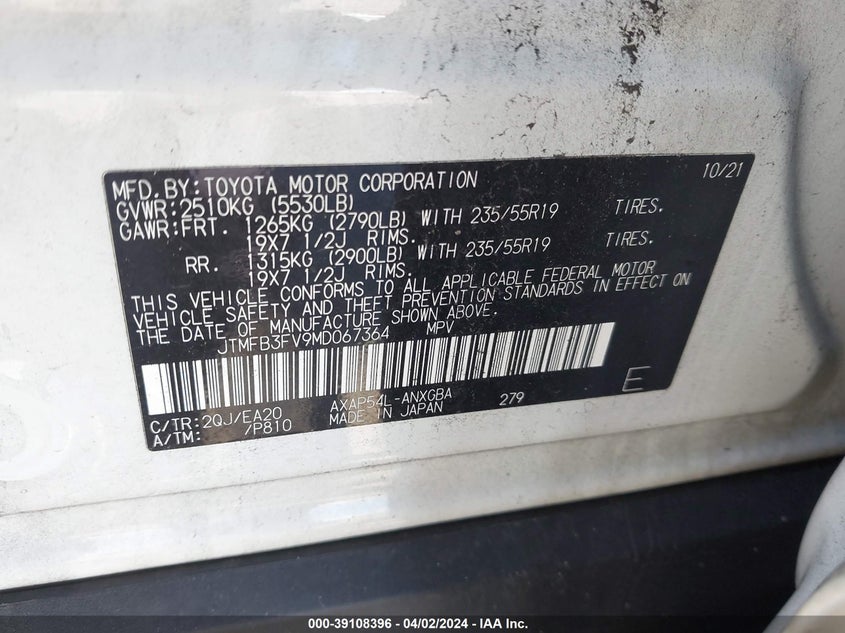 MFD.BY:TOYOTA MOTOR CORPORATION 10/21
GVWR:2510KG (5530LB)
GAWR:FRT. 1265KG (2790LB) WITH 235/55R19 TIRES.
19X7 1/2J RIMS.
RR. 1315KG (2900LB) WITH 235/55R19 TIRES.
19X7 1/2J RIMS.
THIS VEHICLE CONFORMS TO ALL APPLICABLE FEDERAL MOTOR
VEHICLE SAFETY AND THEFT PREVENTION STANDARDS IN EFFECT ON
THE DATE OF MANUFACTURE SHOWN ABOVE.
JTMFB3FV9MD067364 MPV
C/TR:2QJ/EA20 AXAP54L-ANXGBA 279 E
A/TM: /P810 MADE IN JAPAN
000-39108396 - 04/02/2024 - IAAI.com